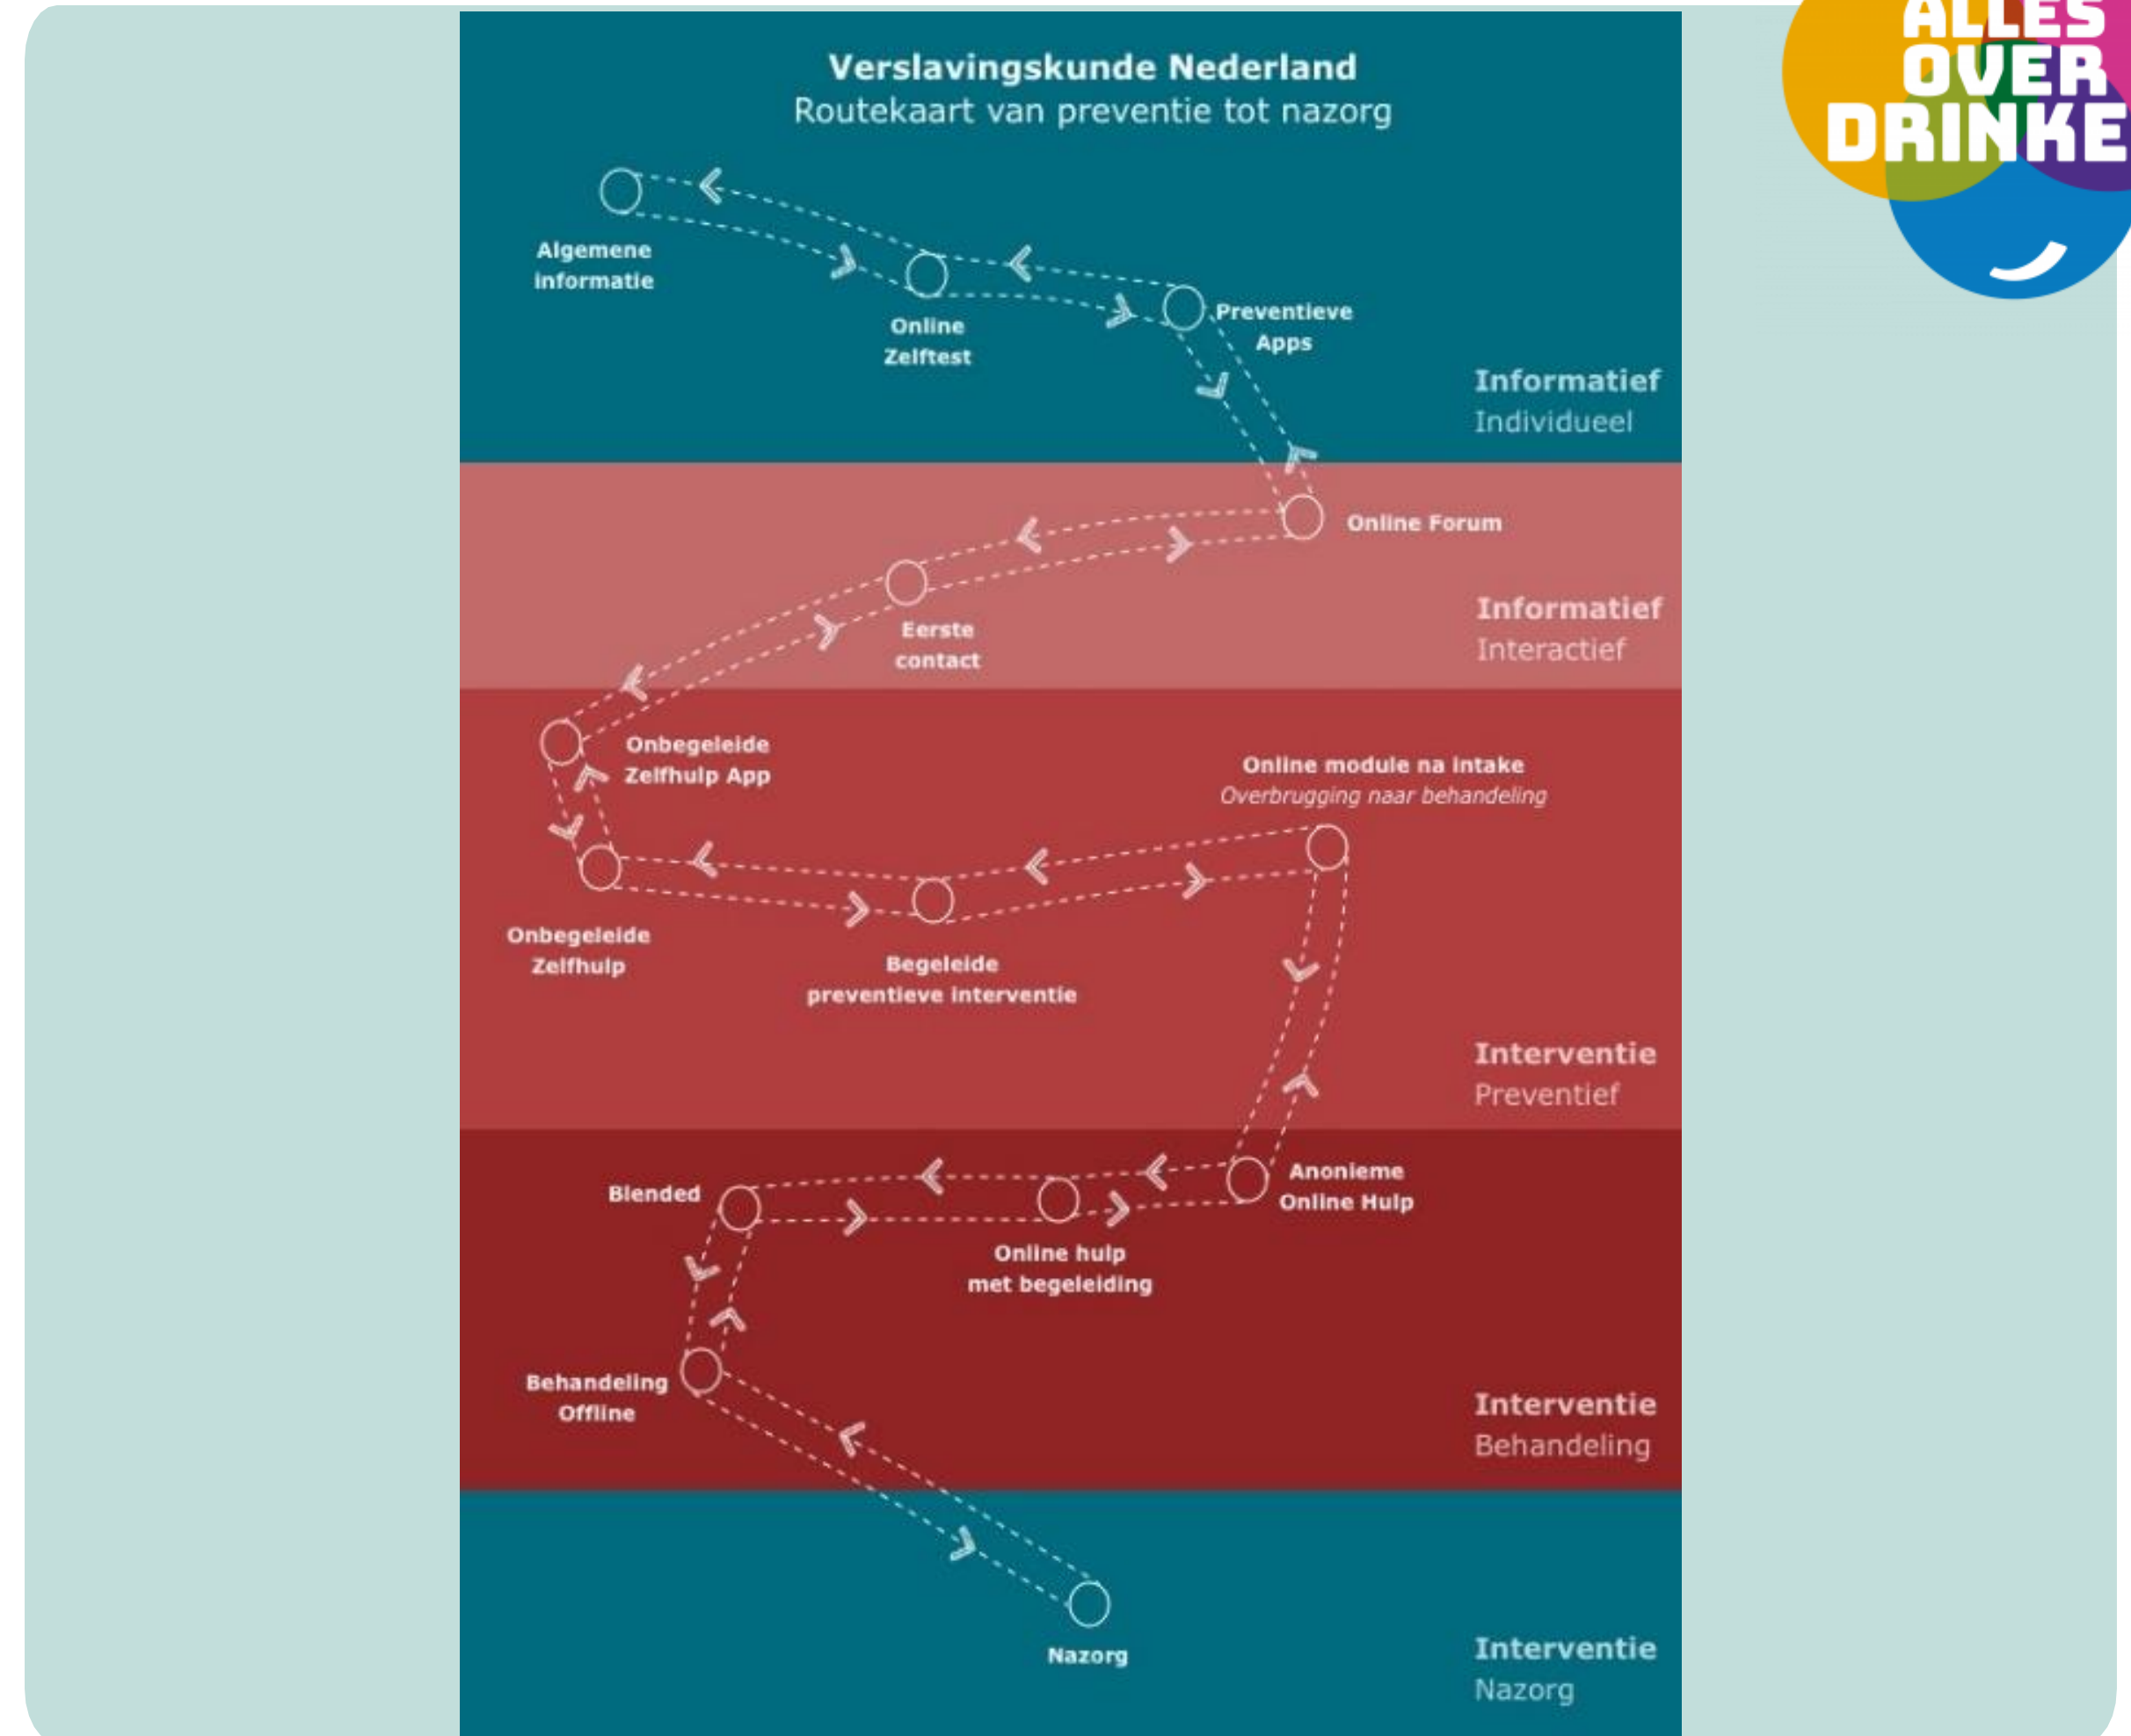 ALLES
OVER
DRINKE
Verslavingskunde Nederland
Routekaart van preventie tot nazorg
Algemene
informatie
Online
Zelftest
Preventieve
Apps
Informatief
Individueel
Online Forum
Eerste
contact
Informatief
Interactief
Onbegeleide
Zelfhulp App
Online module na intake
Overbrugging naar behandeling
Onbegeleide
Zelfhulp
Begeleide
preventieve interventie
Interventie
Preventief
Blended
Anonieme
Online Hulp
Online hulp
met begeleiding
Behandeling
Offline
Interventie
Behandeling
Nazorg
Interventie
Nazorg